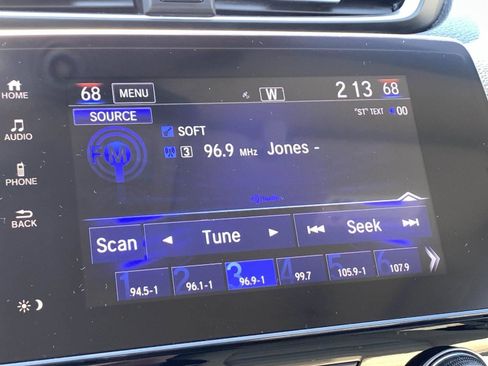 68 MENU W 2 13 68
HOME
SOURCE "ST" TEXT 00
SOFT
AUDIO
FM 3 96.9 MHz Jones -
PHONE
BACK
Scan Tune Seek
1 2 3 4 5 6
94.5-1 96.1-1 96.9-1 99.7 105.9-1 107.9